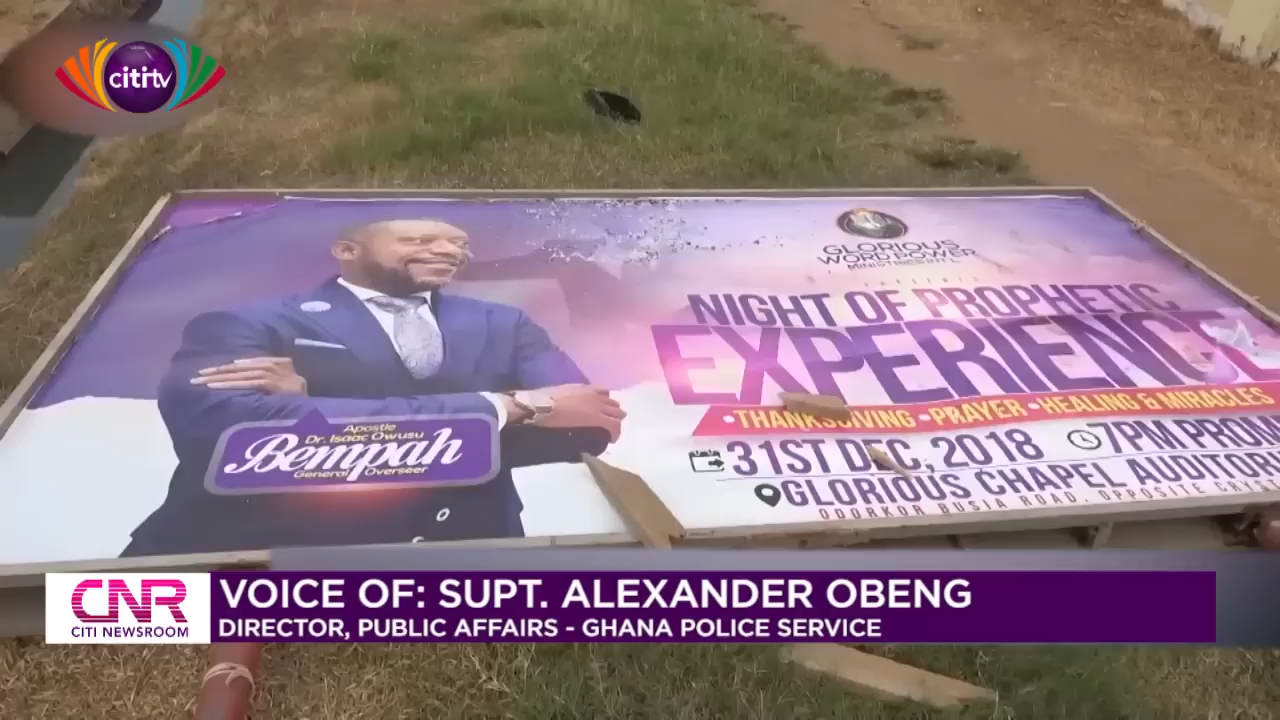 citi tv
GLORIOUS
WORD POWER
MINISTRIES INT'L
NIGHT OF PROPHETIC
EXPERIENCE
•THANKSGIVING •PRAYER •HEALING & MIRACLES
31ST DEC, 2018 7PM PROM
GLORIOUS CHAPEL AUDITOR
ODORKOR BUSIA ROAD, OPPOSITE
Apostle
Dr. Isaac Owusu
Bempah
General Overseer
CNR
CITI NEWSROOM
VOICE OF: SUPT. ALEXANDER OBENG
DIRECTOR, PUBLIC AFFAIRS - GHANA POLICE SERVICE